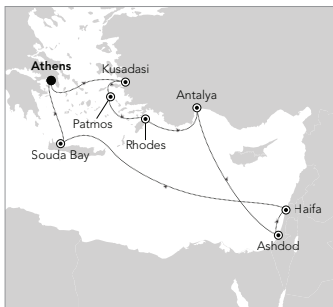 Athens
Kusadasi
Antalya
Patmos
Rhodes
Souda Bay
Haifa
Ashdod